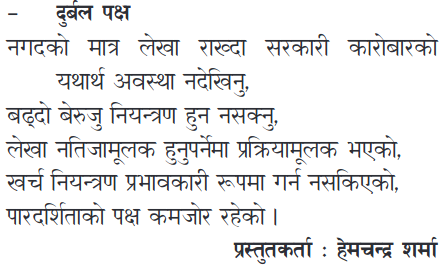 – दुर्बल पक्ष
नगदको मात्र लेखा राख्दा सरकारी कारोबारको
यथार्थ अवस्था नदेखिनु,
बढ्दो बेरुजु नियन्त्रण हुन नसक्नु,
लेखा नतिजामूलक हुनुपर्नेमा प्रक्रियामूलक भएको,
खर्च नियन्त्रण प्रभावकारी रूपमा गर्न नसकिएको,
पारदर्शिताको पक्ष कमजोर रहेको ।
प्रस्तुतकर्ता : हेमचन्द्र शर्मा